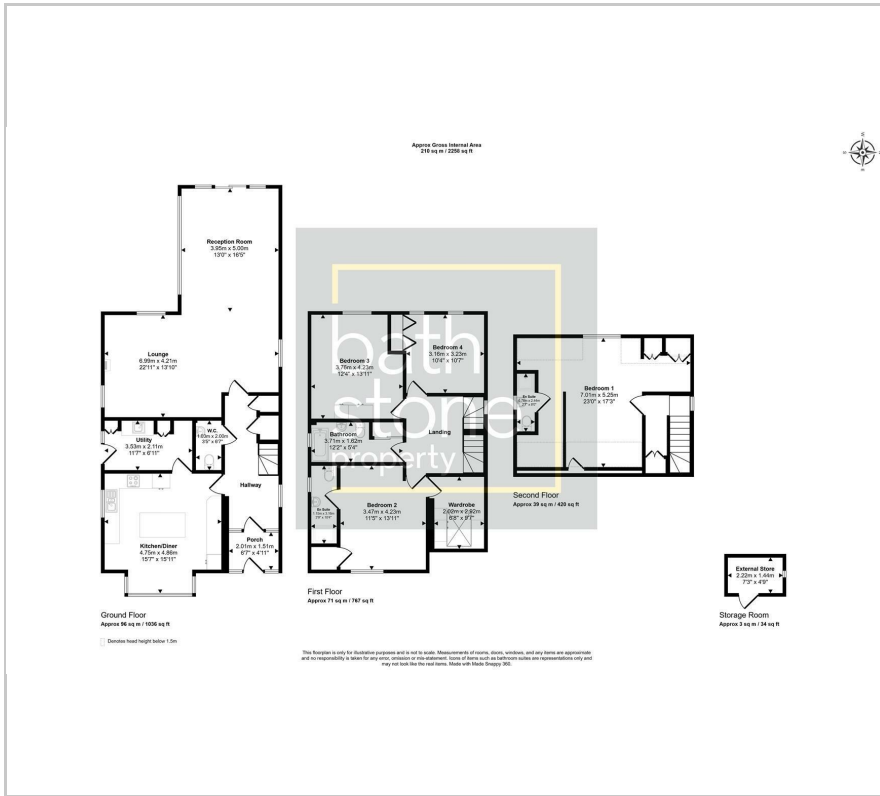 Approx Gross Internal Area
210 sq m / 2258 sq ft
Reception Room
3.95m x 5.00m
13'0" x 16'5"
Lounge
6.99m x 4.21m
22'11" x 13'10"
Utility
3.53m x 2.11m
11'7" x 6'11"
W.C.
1.00m x 2.00m
3'3" x 6'7"
Hallway
Kitchen/Diner
4.75m x 4.86m
15'7" x 15'11"
Porch
2.01m x 1.51m
6'7" x 4'11"
Ground Floor
Approx 96 sq m / 1036 sq ft
Denotes head height below 1.5m
bath
stone
property
Bedroom 3
3.76m x 4.23m
12'4" x 13'11"
Bedroom 4
3.16m x 3.23m
10'4" x 10'7"
Bathroom
3.71m x 1.62m
12'2" x 5'4"
Landing
En Suite
Bedroom 2
3.47m x 4.23m
11'5" x 13'11"
Wardrobe
2.02m x 2.92m
6'8" x 9'7"
First Floor
Approx 71 sq m / 767 sq ft
Bedroom 1
7.01m x 5.25m
23'0" x 17'3"
En Suite
Second Floor
Approx 39 sq m / 420 sq ft
External Store
2.22m x 1.44m
7'3" x 4'9"
Storage Room
Approx 3 sq m / 34 sq ft
This floorplan is only for illustrative purposes and is not to scale. Measurements of rooms, doors, windows, and any items are approximate
and no responsibility is taken for any error, omission or mis-statement. Icons of items such as bathroom suites are representations only and
may not look like the real items. Made with Made Snappy 360.